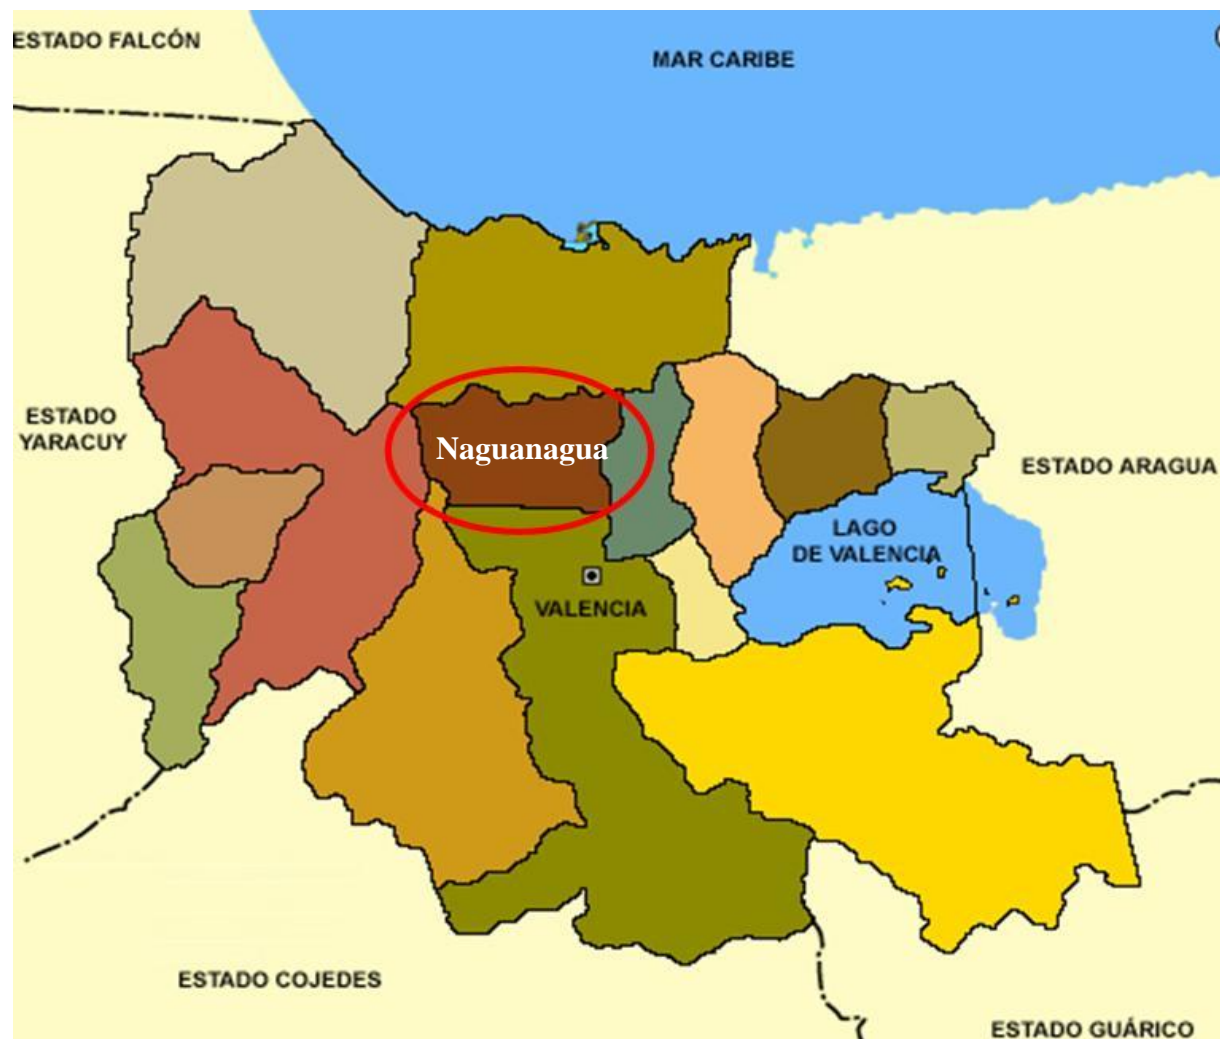 ESTADO FALCÓN
MAR CARIBE
ESTADO
YARACUY
Naguanagua
ESTADO ARAGUA
LAGO
DE VALENCIA
VALENCIA
ESTADO COJEDES
ESTADO GUÁRICO